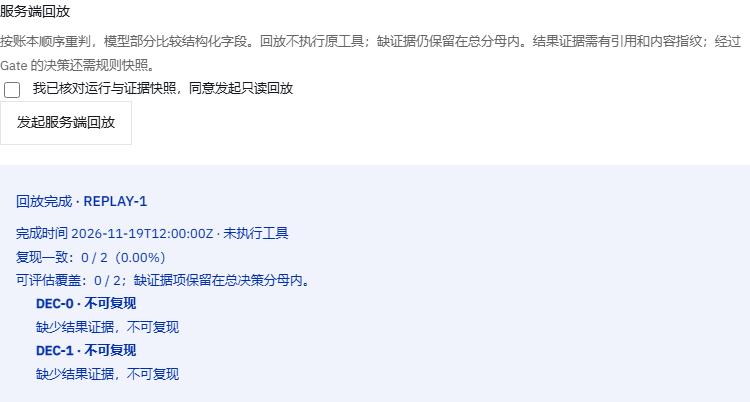 服务端回放
按账本顺序重判，模型部分比较结构化字段。回放不执行原工具；缺证据仍保留在总分母内。结果证据需有引用和内容指纹；经过
Gate 的决策还需规则快照。
我已核对运行与证据快照，同意发起只读回放
发起服务端回放
回放完成 · REPLAY-1
完成时间 2026-11-19T12:00:00Z · 未执行工具
复现一致：0 / 2（0.00%）
可评估覆盖：0 / 2；缺证据项保留在总决策分母内。
DEC-0 · 不可复现
缺少结果证据，不可复现
DEC-1 · 不可复现
缺少结果证据，不可复现